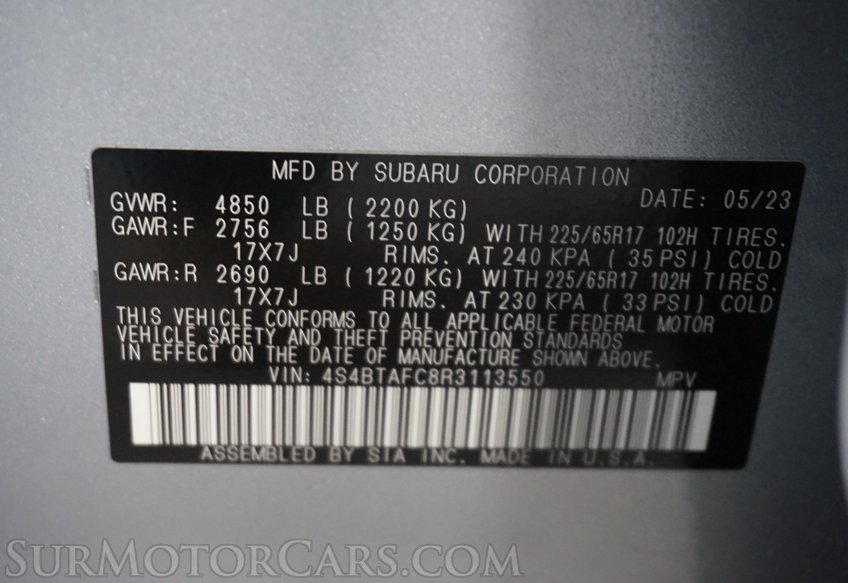 MFD BY SUBARU CORPORATION
DATE: 05/23
GVWR: 4850 LB ( 2200 KG)
GAWR:F 2756 LB ( 1250 KG) WITH 225/65R17 102H TIRES.
17X7J RIMS. AT 240 KPA ( 35 PSI) COLD
GAWR:R 2690 LB ( 1220 KG) WITH 225/65R17 102H TIRES.
17X7J RIMS. AT 230 KPA ( 33 PSI) COLD
THIS VEHICLE CONFORMS TO ALL APPLICABLE FEDERAL MOTOR
VEHICLE SAFETY AND THEFT PREVENTION STANDARDS
IN EFFECT ON THE DATE OF MANUFACTURE SHOWN ABOVE.
VIN: 4S4BTAFC8R3113550 MPV
ASSEMBLED BY SIA INC. MADE IN U.S.A.
SurMotorCars.com